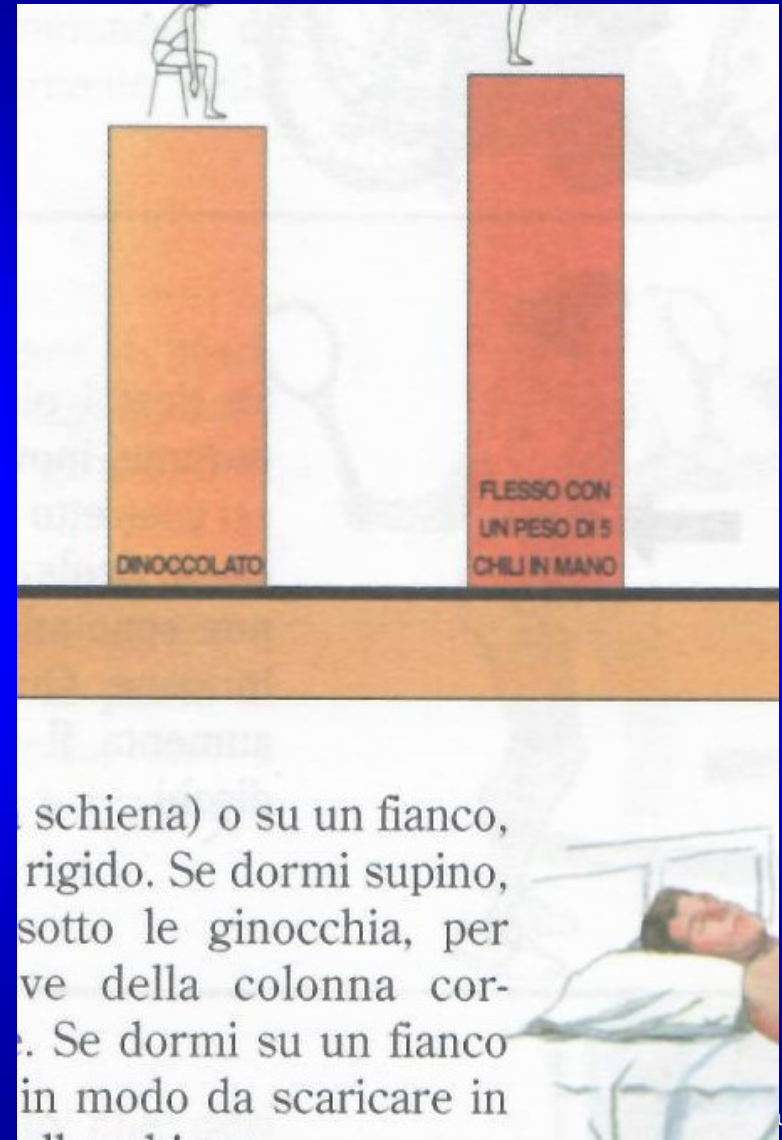 FLESSO CON
UN PESO DI 5
DINOCCOLATO CHILI IN MANO
schiena) o su un fianco,
rigido. Se dormi supino,
sotto le ginocchia, per
ve della colonna cor-
. Se dormi su un fianco
in modo da scaricare in